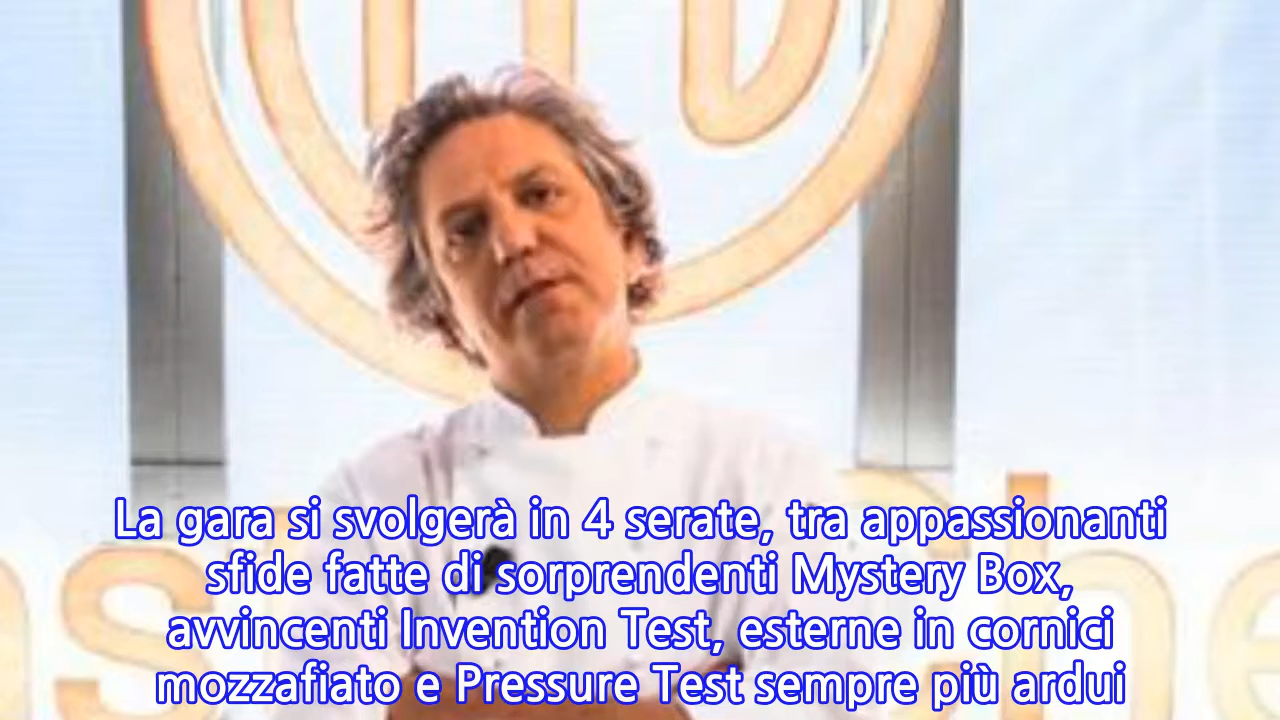 La gara si svolgerà in 4 serate, tra appassionanti
sfide fatte di sorprendenti Mystery Box,
avvincenti Invention Test, esterne in cornici
mozzafiato e Pressure Test sempre più ardui